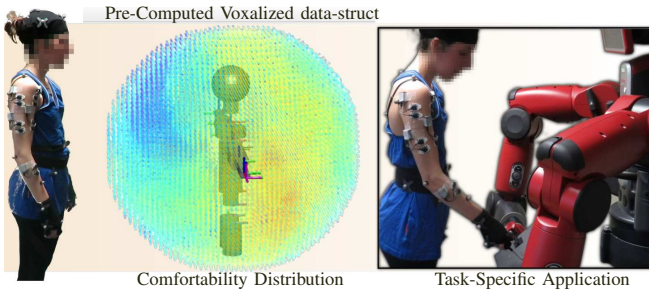 Pre-Computed Voxalized data-struct
Comfortability Distribution
Task-Specific Application